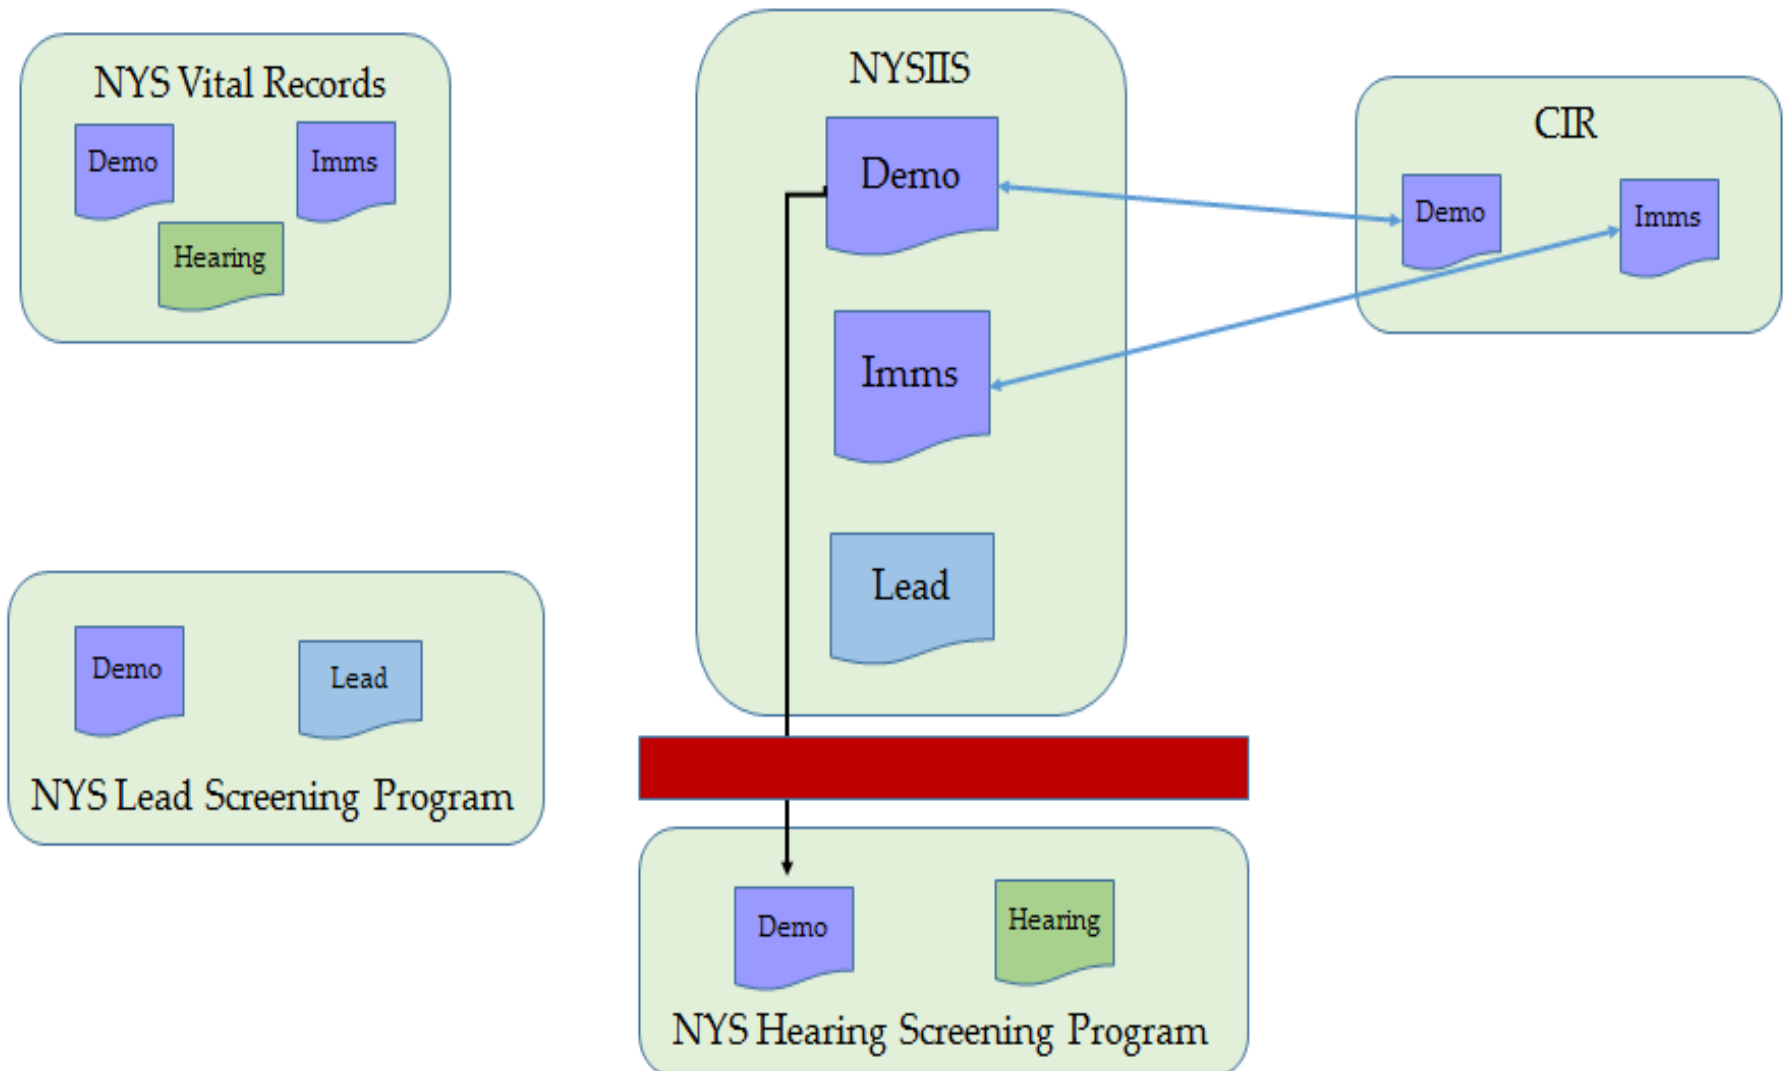 NYS Vital Records
Demo
Imms
Hearing
NYSIIS
Demo
Imms
Lead
CIR
Demo
Imms
Demo
Lead
NYS Lead Screening Program
Demo
Hearing
NYS Hearing Screening Program